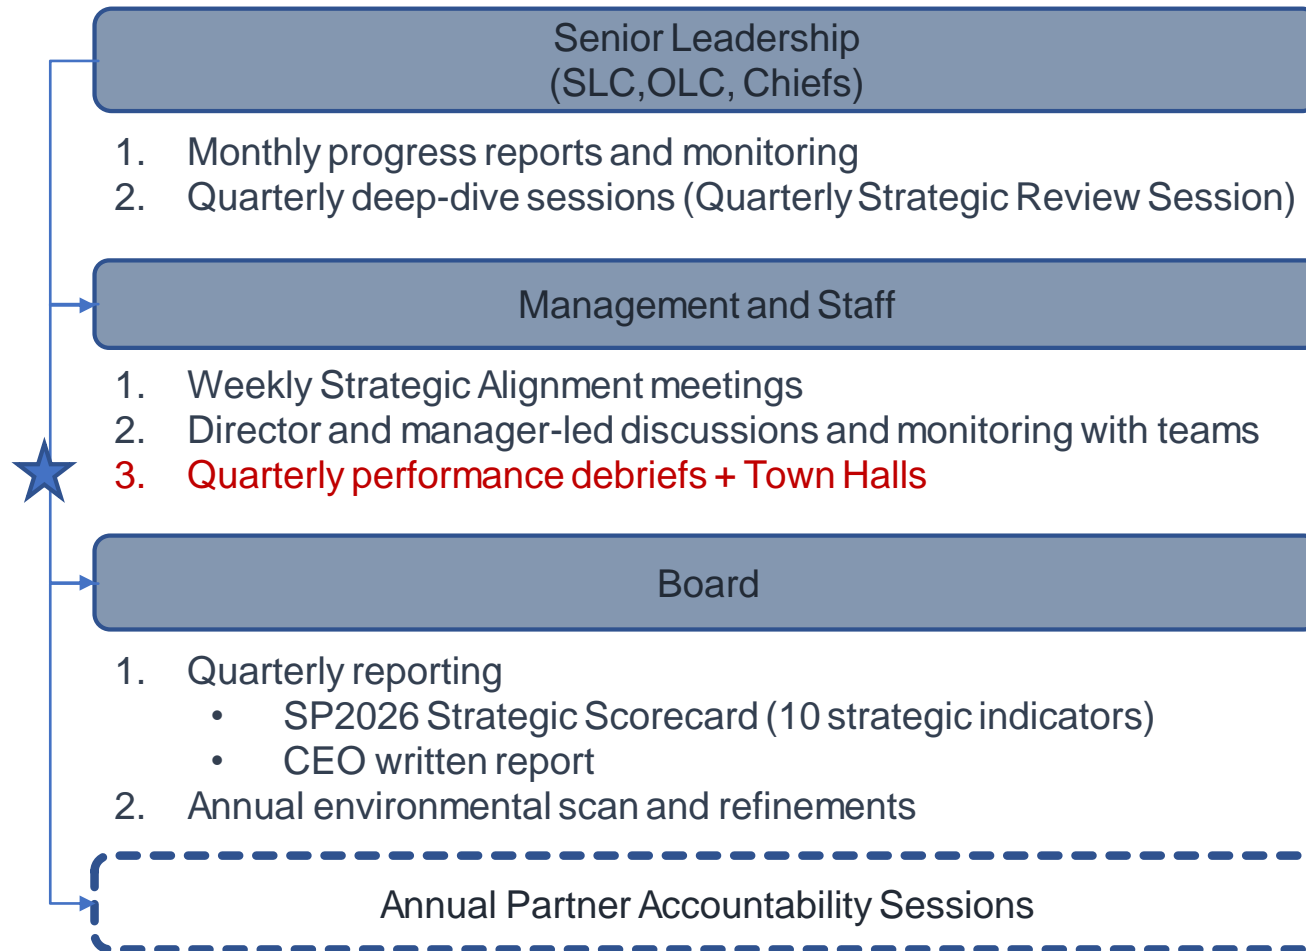 Senior Leadership
(SLC,OLC, Chiefs)
1. Monthly progress reports and monitoring
2. Quarterly deep-dive sessions (Quarterly Strategic Review Session)
Management and Staff
1. Weekly Strategic Alignment meetings
2. Director and manager-led discussions and monitoring with teams
3. Quarterly performance debriefs + Town Halls
Board
1. Quarterly reporting
• SP2026 Strategic Scorecard (10 strategic indicators)
• CEO written report
2. Annual environmental scan and refinements
Annual Partner Accountability Sessions